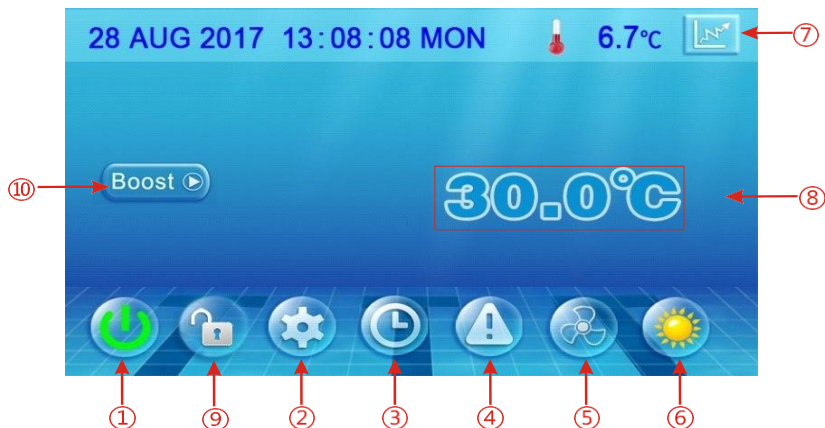 28 AUG 2017 13:08:08 MON 6.7°C ⑦
⑩ Boost 30.0°C ⑧
① ⑨ ② ③ ④ ⑤ ⑥